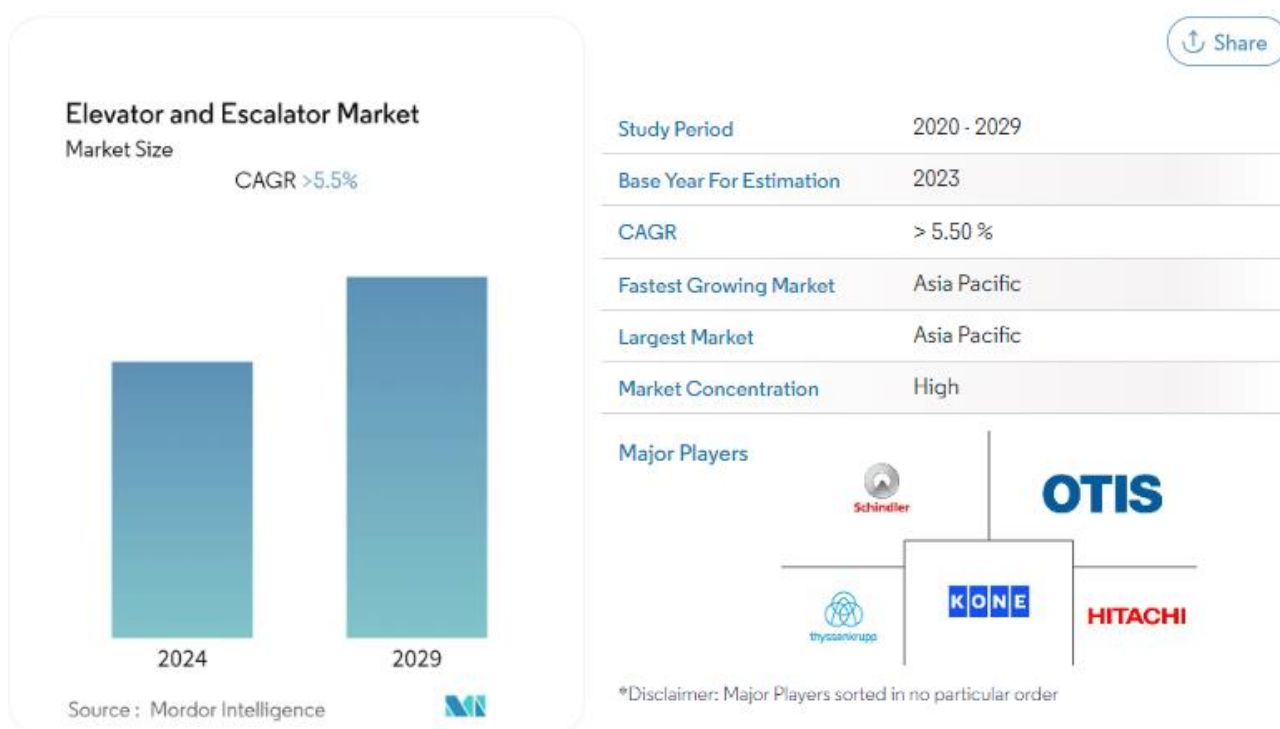 Share
Elevator and Escalator Market
Market Size
CAGR >5.5%
2024
2029
Source : Mordor Intelligence
Study Period 2020 - 2029
Base Year For Estimation 2023
CAGR > 5.50 %
Fastest Growing Market Asia Pacific
Largest Market Asia Pacific
Market Concentration High
Major Players
Schindler
OTIS
thyssenkrupp
KONE
HITACHI
*Disclaimer: Major Players sorted in no particular order